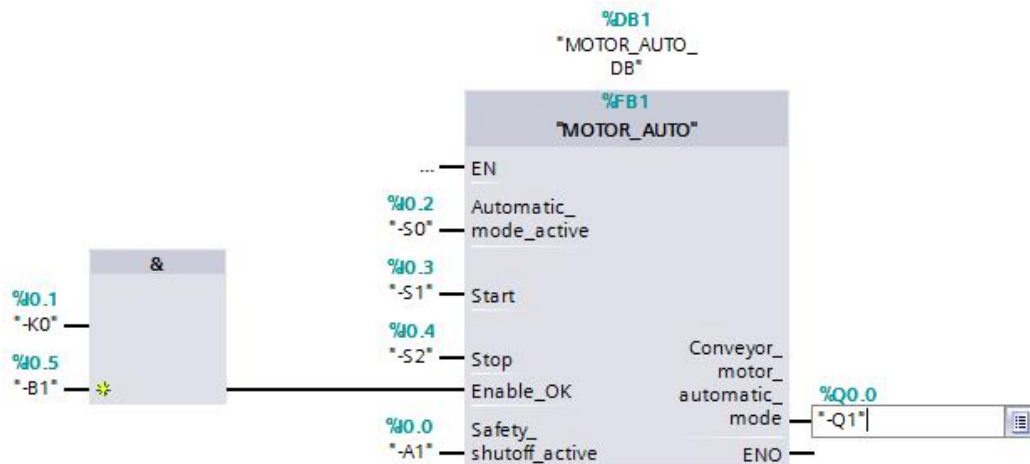 %DB1
"MOTOR_AUTO_
DB"
%FB1
"MOTOR_AUTO"
... EN
%I0.2
"-S0"
Automatic_
mode_active
&
%I0.3
"-S1"
Start
%I0.1
"-K0"
%I0.4
"-S2"
Stop
%I0.5
"-B1"
Enable_OK
%I0.0
"-A1"
Safety_
shutoff_active
Conveyor_
motor_
automatic_
mode
%Q0.0
"-Q1"
ENO